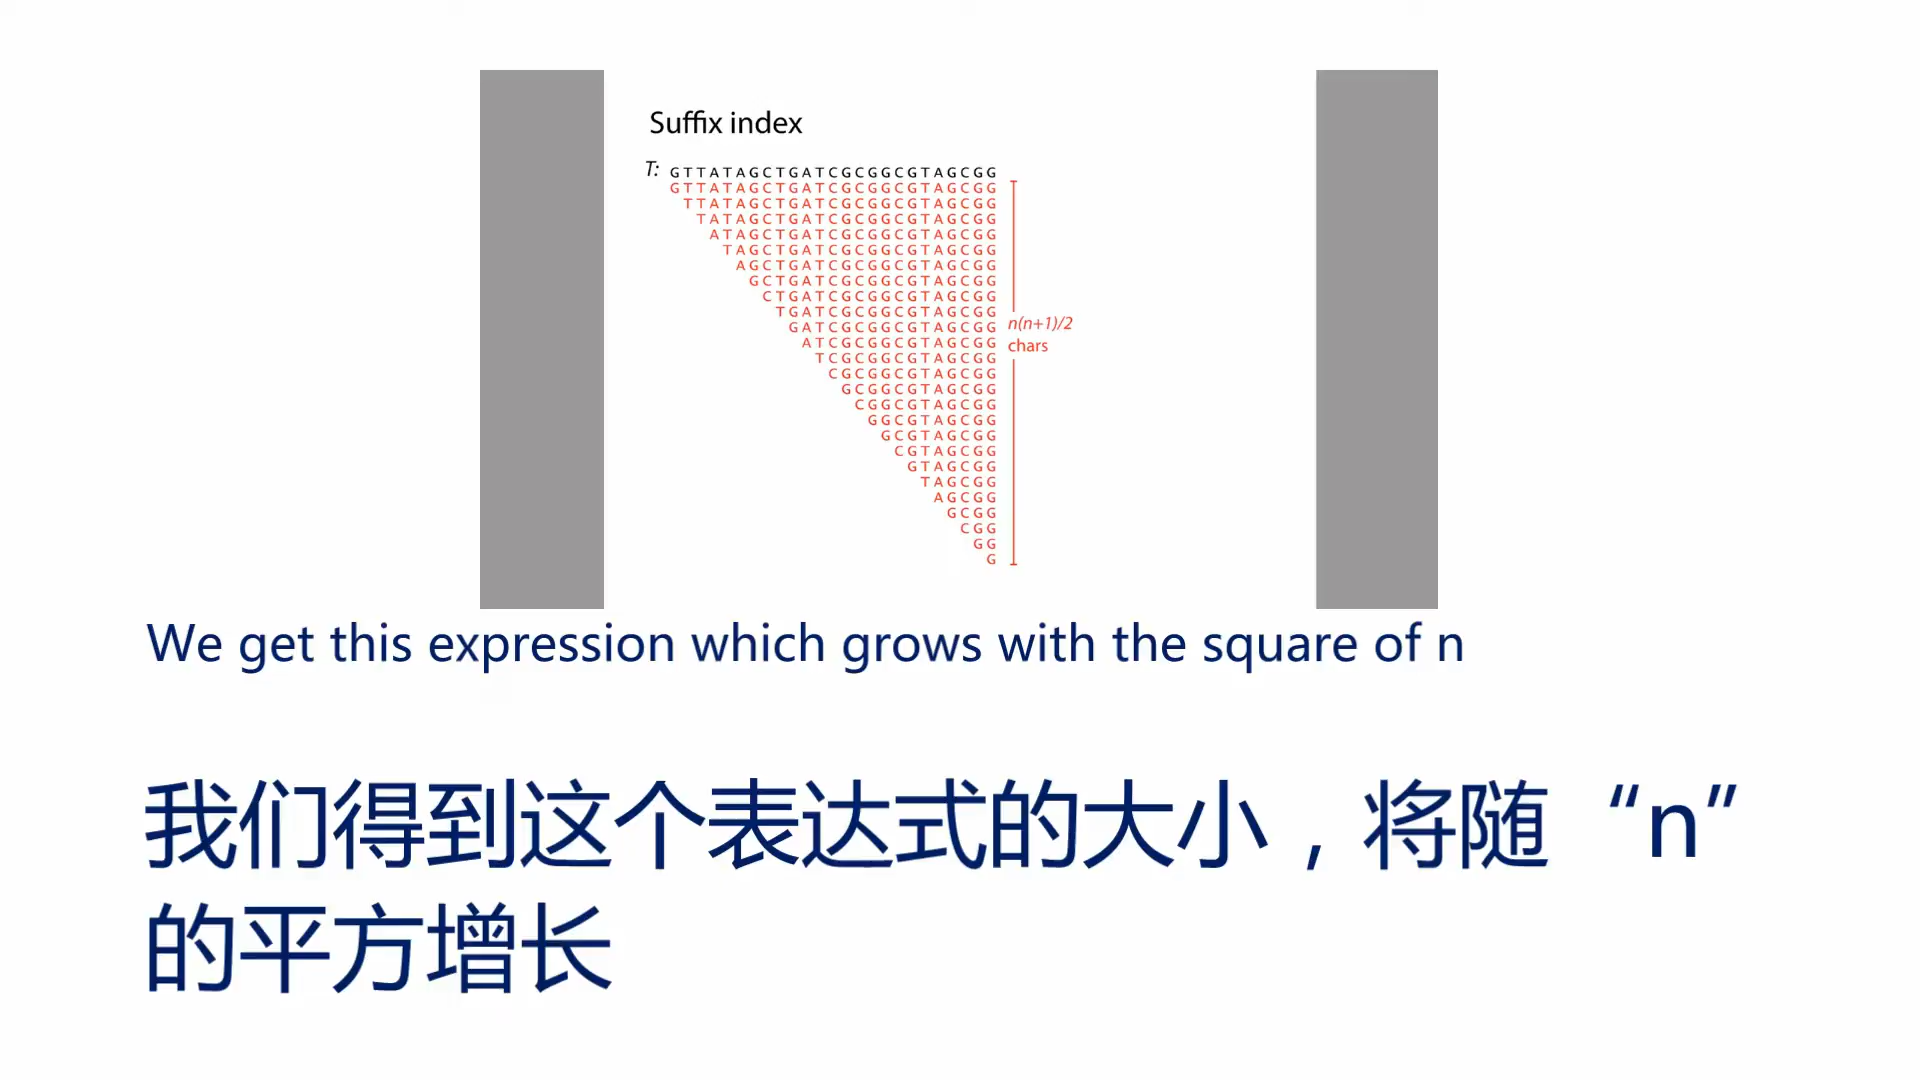 Suffix index
T: GTTATAGCTGATCGCGGCGTAGCGG
GTTATAGCTGATCGCGGCGTAGCGG
TTATAGCTGATCGCGGCGTAGCGG
TATAGCTGATCGCGGCGTAGCGG
ATAGCTGATCGCGGCGTAGCGG
TAGCTGATCGCGGCGTAGCGG
AGCTGATCGCGGCGTAGCGG
GCTGATCGCGGCGTAGCGG
CTGATCGCGGCGTAGCGG
TGATCGCGGCGTAGCGG
GATCGCGGCGTAGCGG
n(n+1)/2
ATCGCGGCGTAGCGG
chars
TCGCGGCGTAGCGG
CGCGGCGTAGCGG
GCGGCGTAGCGG
CGGCGTAGCGG
GGCGTAGCGG
GCGTAGCGG
CGTAGCGG
GTAGCGG
TAGCGG
AGCGG
GCGG
CGG
GG
G
We get this expression which grows with the square of n
我们得到这个表达式的大小，将随“n”
的平方增长